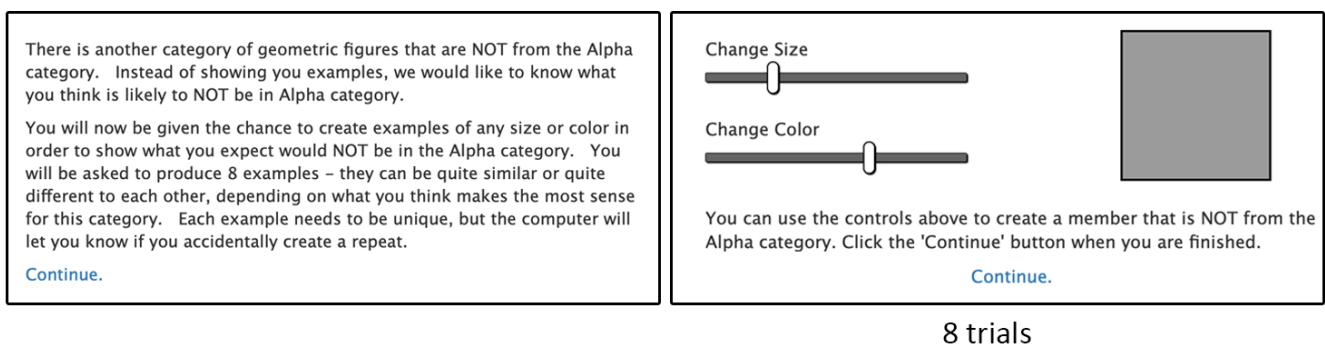 There is another category of geometric figures that are NOT from the Alpha
category. Instead of showing you examples, we would like to know what
you think is likely to NOT be in Alpha category.
You will now be given the chance to create examples of any size or color in
order to show what you expect would NOT be in the Alpha category. You
will be asked to produce 8 examples – they can be quite similar or quite
different to each other, depending on what you think makes the most sense
for this category. Each example needs to be unique, but the computer will
let you know if you accidentally create a repeat.
Continue.
Change Size
Change Color
You can use the controls above to create a member that is NOT from the
Alpha category. Click the 'Continue' button when you are finished.
Continue.
8 trials